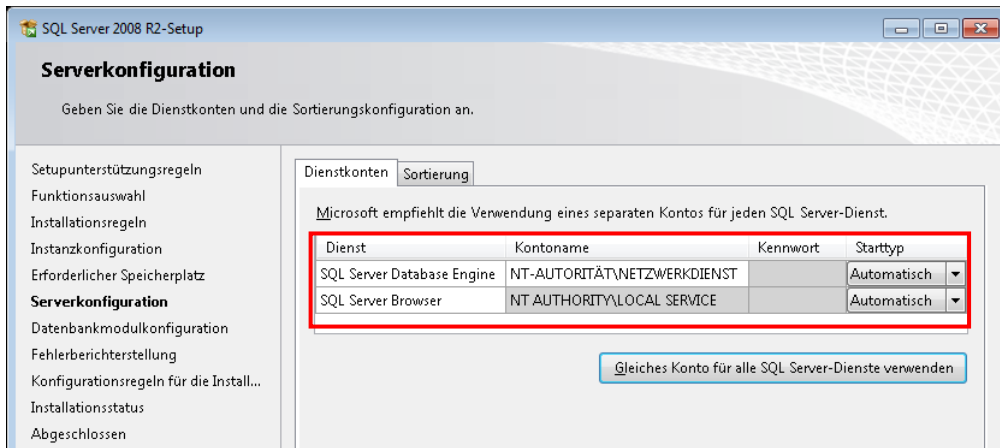 SQL Server 2008 R2-Setup
Serverkonfiguration
Geben Sie die Dienstkonten und die Sortierungskonfiguration an.
Setupunterstützungsregeln
Funktionsauswahl
Installationsregeln
Instanzkonfiguration
Erforderlicher Speicherplatz
Serverkonfiguration
Datenbankmodulkonfiguration
Fehlerberichterstellung
Konfigurationsregeln für die Install...
Installationsstatus
Abgeschlossen
Dienstkonten Sortierung
Microsoft empfiehlt die Verwendung eines separaten Kontos für jeden SQL Server-Dienst.
Dienst Kontoname Kennwort Starttyp
SQL Server Database Engine NT-AUTORITÄT\NETZWERKDIENST Automatisch
SQL Server Browser NT AUTHORITY\LOCAL SERVICE Automatisch
Gleiches Konto für alle SQL Server-Dienste verwenden